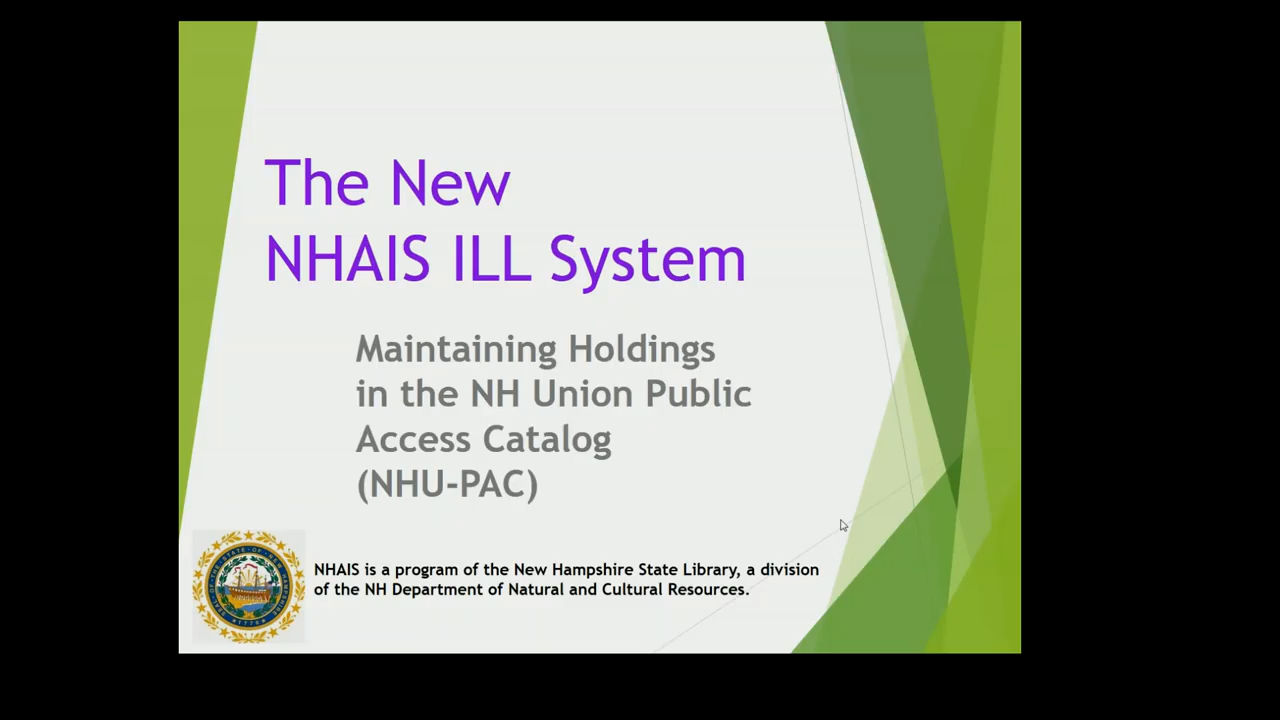 The New
NHAIS ILL System
Maintaining Holdings
in the NH Union Public
Access Catalog
(NHU-PAC)
NHAIS is a program of the New Hampshire State Library, a division
of the NH Department of Natural and Cultural Resources.